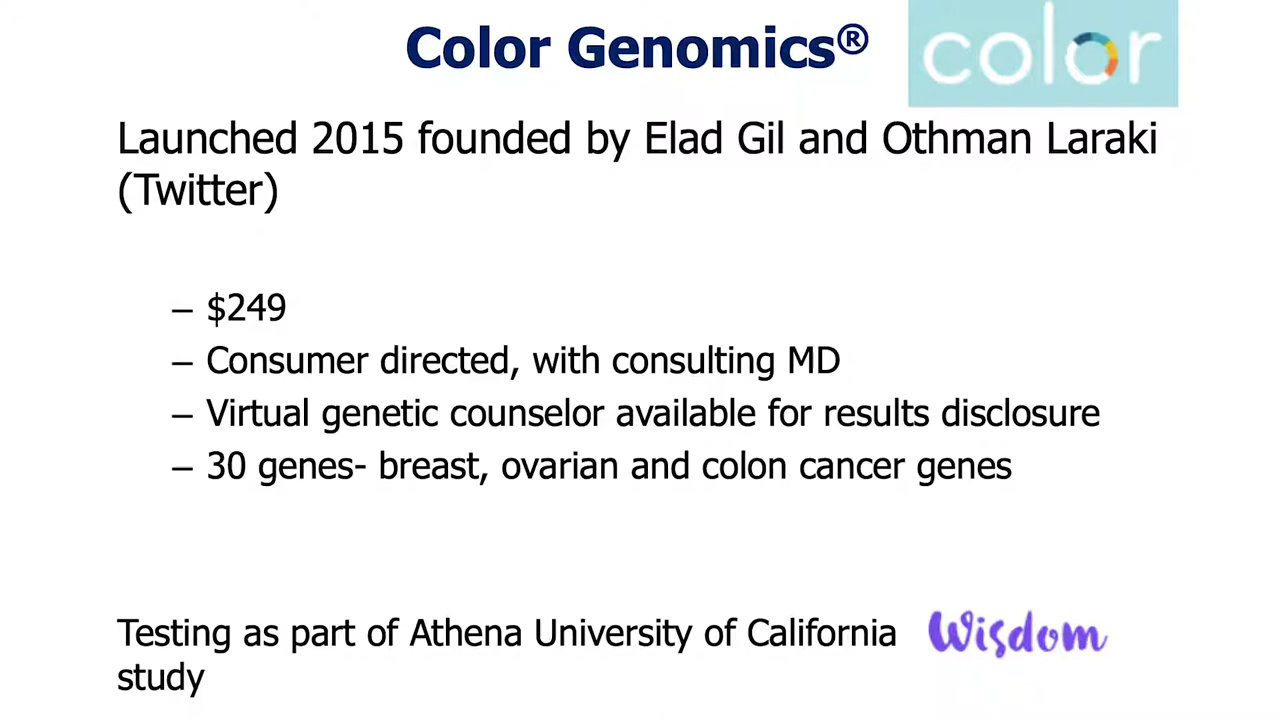 Color Genomics®
color
Launched 2015 founded by Elad Gil and Othman Laraki
(Twitter)
– $249
– Consumer directed, with consulting MD
– Virtual genetic counselor available for results disclosure
– 30 genes- breast, ovarian and colon cancer genes
Testing as part of Athena University of California
study
Wisdom